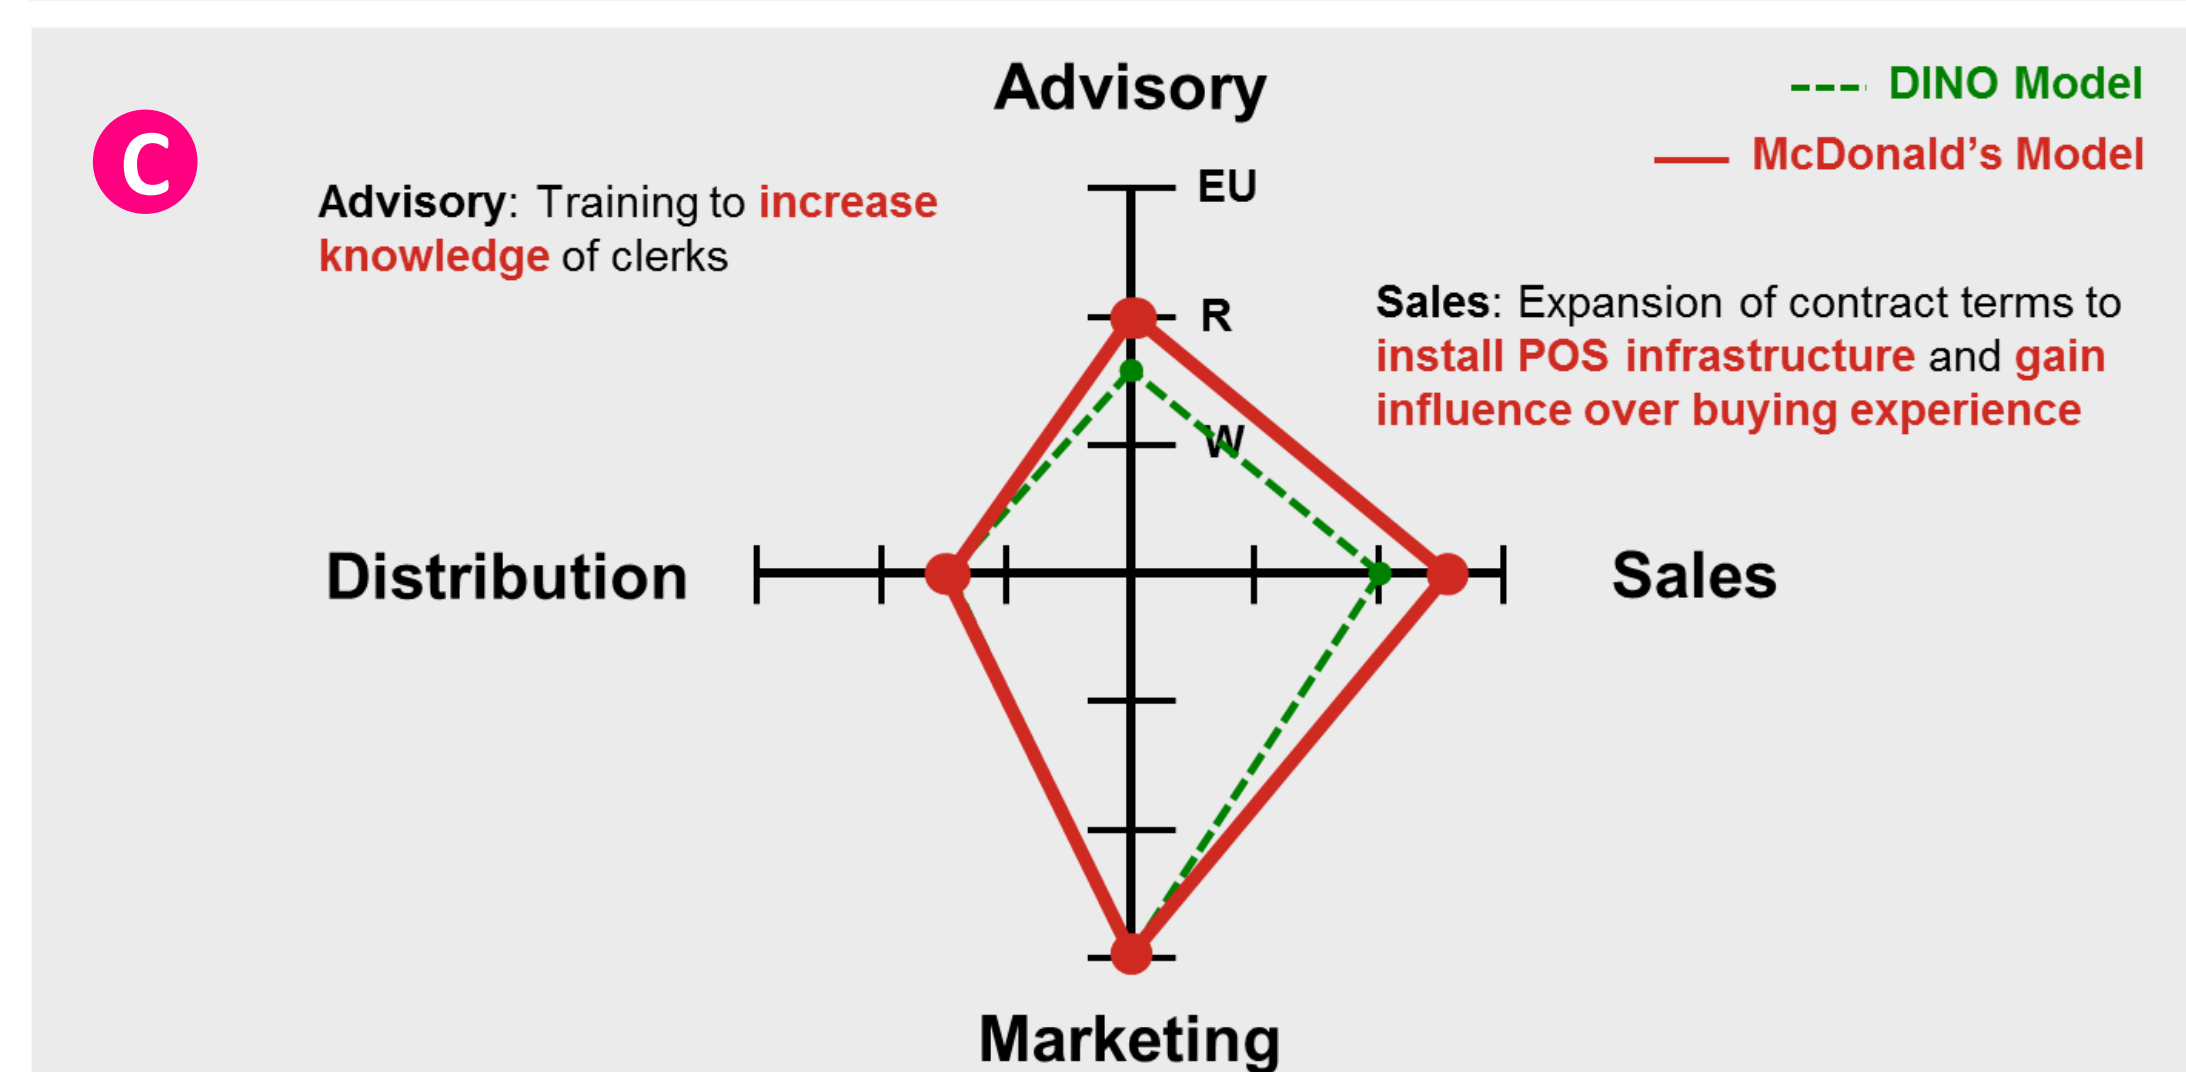 Advisory
DINO Model
McDonald's Model
C
Advisory: Training to increase
knowledge of clerks
EU
R
W
Sales: Expansion of contract terms to
install POS infrastructure and gain
influence over buying experience
Distribution
Sales
Marketing